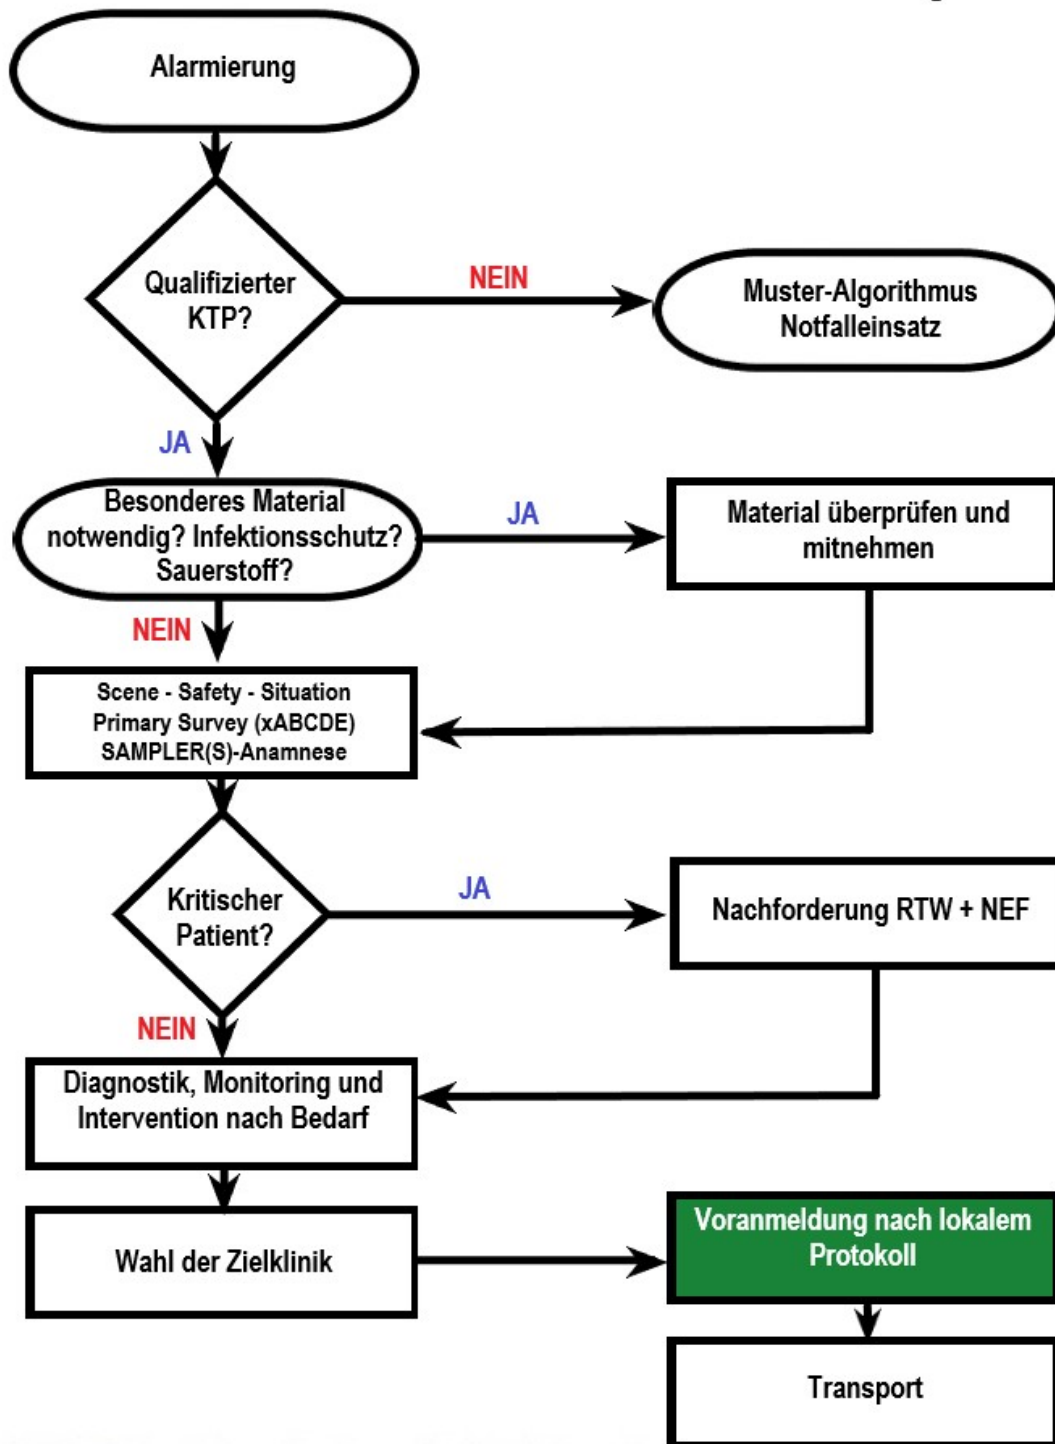 Alarmierung
Qualifizierter
KTP?
NEIN
Muster-Algorithmus
Notfalleinsatz
JA
Besonderes Material
notwendig? Infektionsschutz?
Sauerstoff?
JA
Material überprüfen und
mitnehmen
NEIN
Scene - Safety - Situation
Primary Survey (xABCDE)
SAMPLER(S)-Anamnese
Kritischer
Patient?
JA
Nachforderung RTW + NEF
NEIN
Diagnostik, Monitoring und
Intervention nach Bedarf
Wahl der Zielklinik
Voranmeldung nach lokalem
Protokoll
Transport